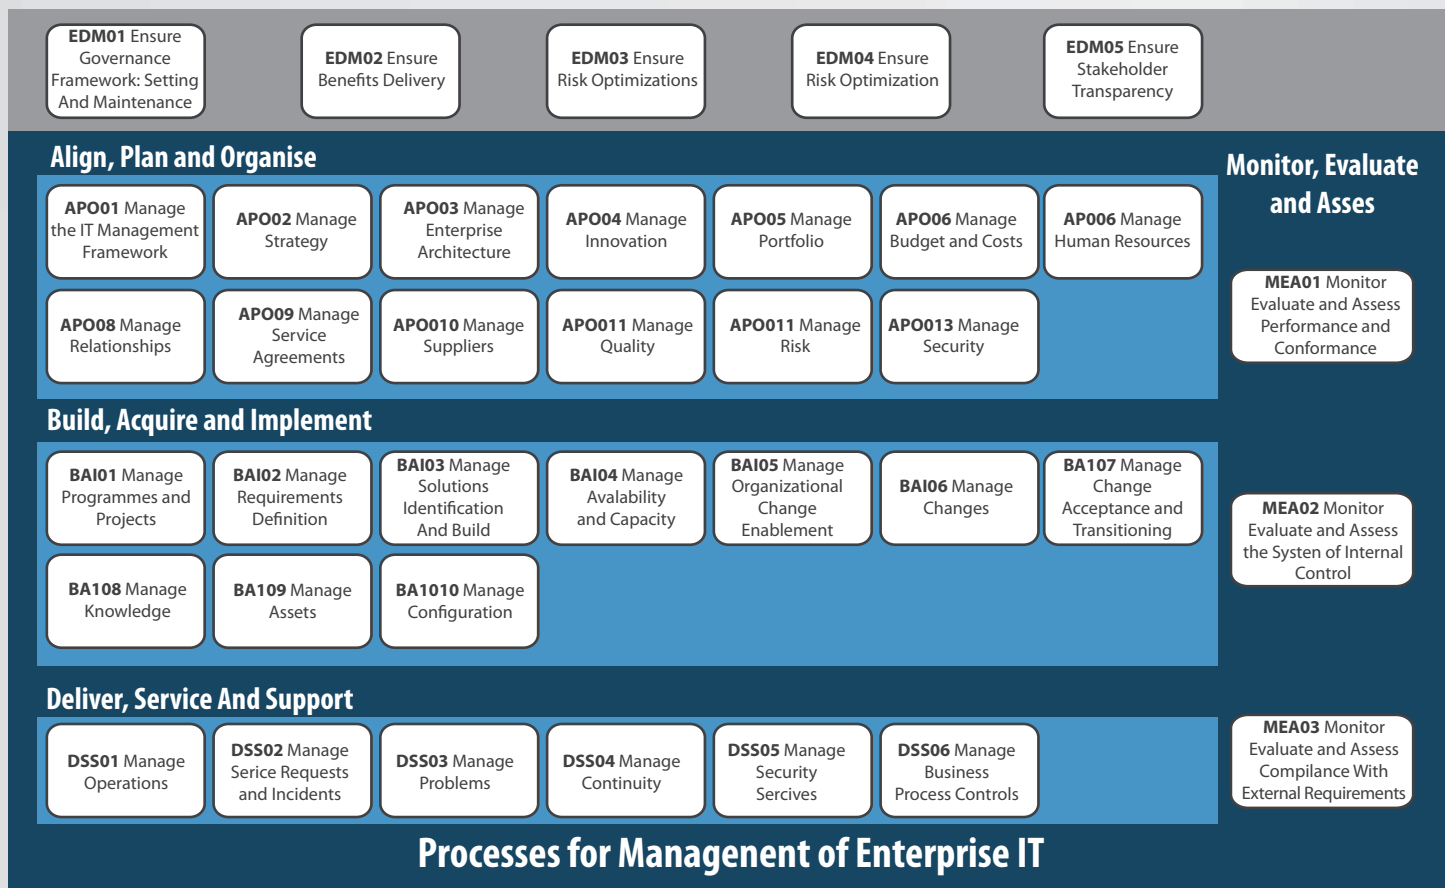 EDM01 Ensure
Governance
Framework: Setting
And Maintenance
EDM02 Ensure
Benefits Delivery
EDM03 Ensure
Risk Optimizations
EDM04 Ensure
Risk Optimization
EDM05 Ensure
Stakeholder
Transparency
Align, Plan and Organise
APO01 Manage
the IT Management
Framework
APO02 Manage
Strategy
APO03 Manage
Enterprise
Architecture
APO04 Manage
Innovation
APO05 Manage
Portfolio
APO06 Manage
Budget and Costs
AP006 Manage
Human Resources
APO08 Manage
Relationships
APO09 Manage
Service
Agreements
APO010 Manage
Suppliers
APO011 Manage
Quality
APO011 Manage
Risk
APO013 Manage
Security
Build, Acquire and Implement
BAI01 Manage
Programmes and
Projects
BAI02 Manage
Requirements
Definition
BAI03 Manage
Solutions
Identification
And Build
BAI04 Manage
Avalability
and Capacity
BAI05 Manage
Organizational
Change
Enablement
BAI06 Manage
Changes
BA107 Manage
Change
Acceptance and
Transitioning
BA108 Manage
Knowledge
BA109 Manage
Assets
BA1010 Manage
Configuration
Deliver, Service And Support
DSS01 Manage
Operations
DSS02 Manage
Serice Requests
and Incidents
DSS03 Manage
Problems
DSS04 Manage
Continuity
DSS05 Manage
Security
Sercives
DSS06 Manage
Business
Process Controls
Monitor, Evaluate
and Asses
MEA01 Monitor
Evaluate and Assess
Performance and
Conformance
MEA02 Monitor
Evaluate and Assess
the Systen of Internal
Control
MEA03 Monitor
Evaluate and Assess
Compilance With
External Requirements
Processes for Managenent of Enterprise IT